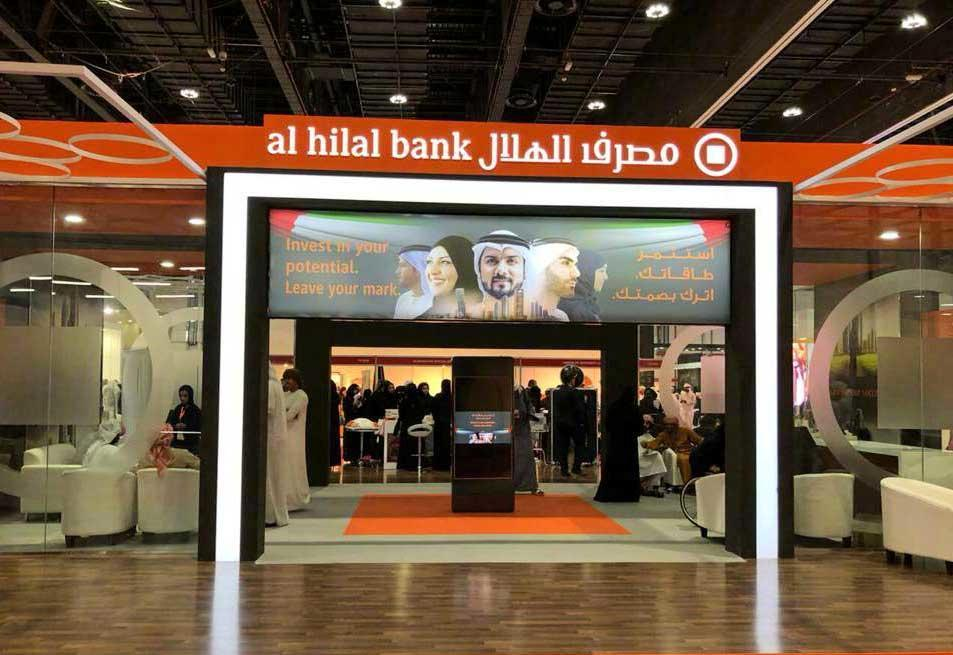 al hilal bank مصرف الهلال
Invest in your
potential.
Leave your mark.
استثمر
طاقاتك.
اترك بصمتك.